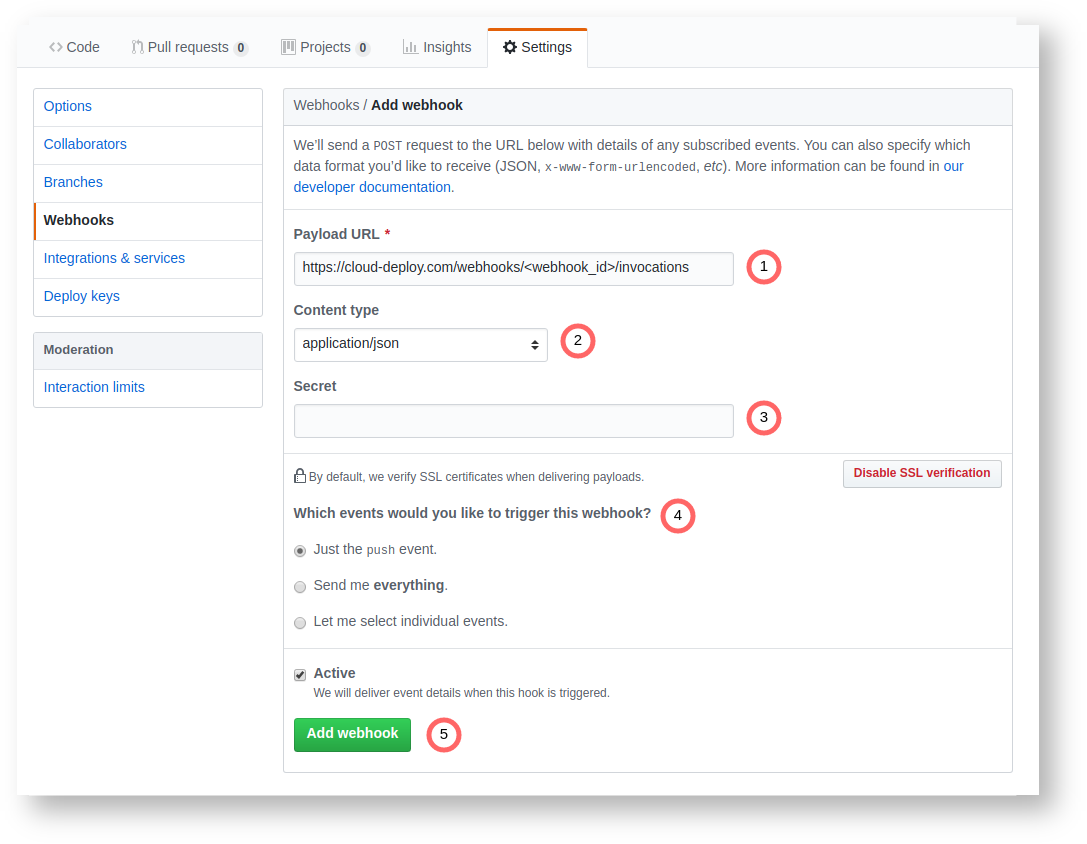 Code Pull requests 0 Projects 0 Insights Settings
Options
Collaborators
Branches
Webhooks
Integrations & services
Deploy keys
Moderation
Interaction limits
Webhooks / Add webhook
We’ll send a POST request to the URL below with details of any subscribed events. You can also specify which
data format you’d like to receive (JSON, x-www-form-urlencoded, etc). More information can be found in our
developer documentation.
Payload URL *
https://cloud-deploy.com/webhooks/<webhook_id>/invocations 1
Content type
application/json 2
Secret
3
By default, we verify SSL certificates when delivering payloads. Disable SSL verification
Which events would you like to trigger this webhook? 4
Just the push event.
Send me everything.
Let me select individual events.
Active
We will deliver event details when this hook is triggered.
Add webhook 5